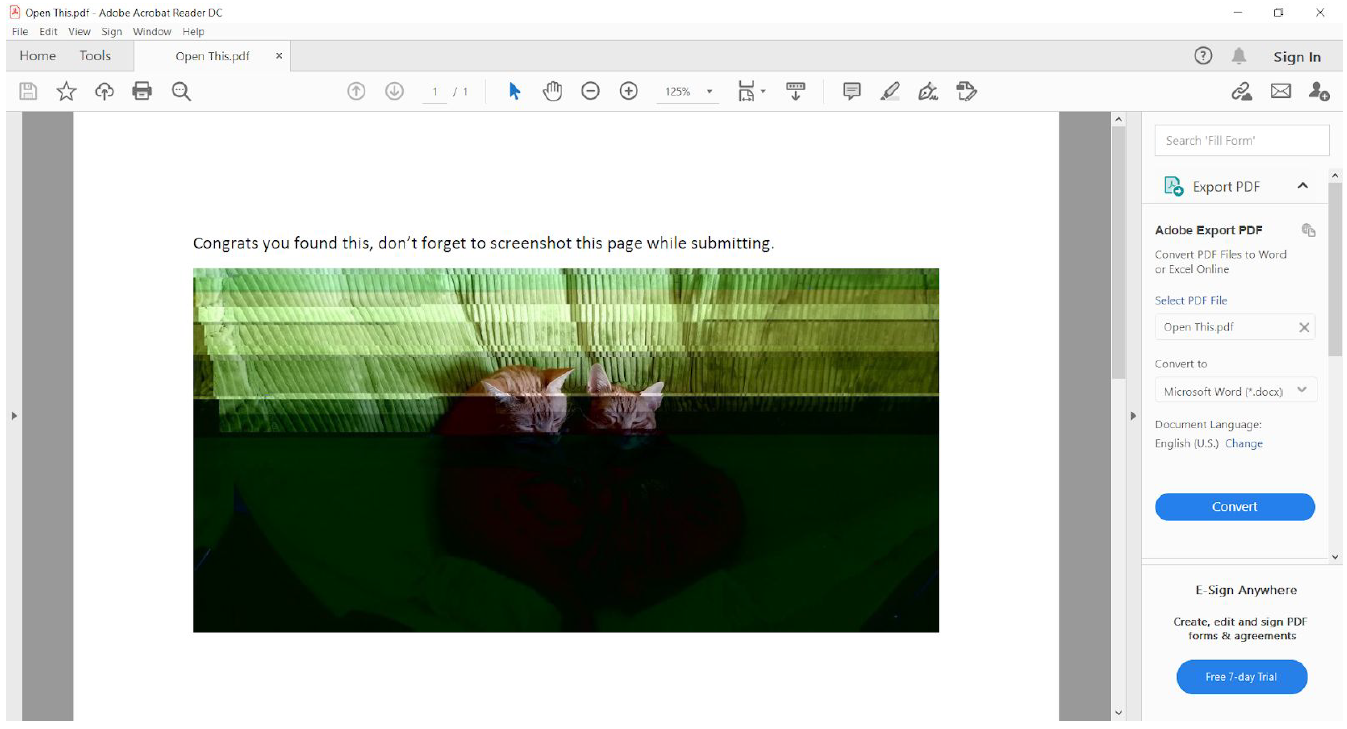 Open This.pdf - Adobe Acrobat Reader DC
File Edit View Sign Window Help
Home Tools Open This.pdf × Sign In
1 / 1 125%
Search 'Fill Form'
Export PDF
Congrats you found this, don't forget to screenshot this page while submitting.
Adobe Export PDF
Convert PDF Files to Word
or Excel Online
Select PDF File
Open This.pdf
Convert to
Microsoft Word (*.docx)
Document Language:
English (U.S.) Change
Convert
E-Sign Anywhere
Create, edit and sign PDF
forms & agreements
Free 7-day Trial